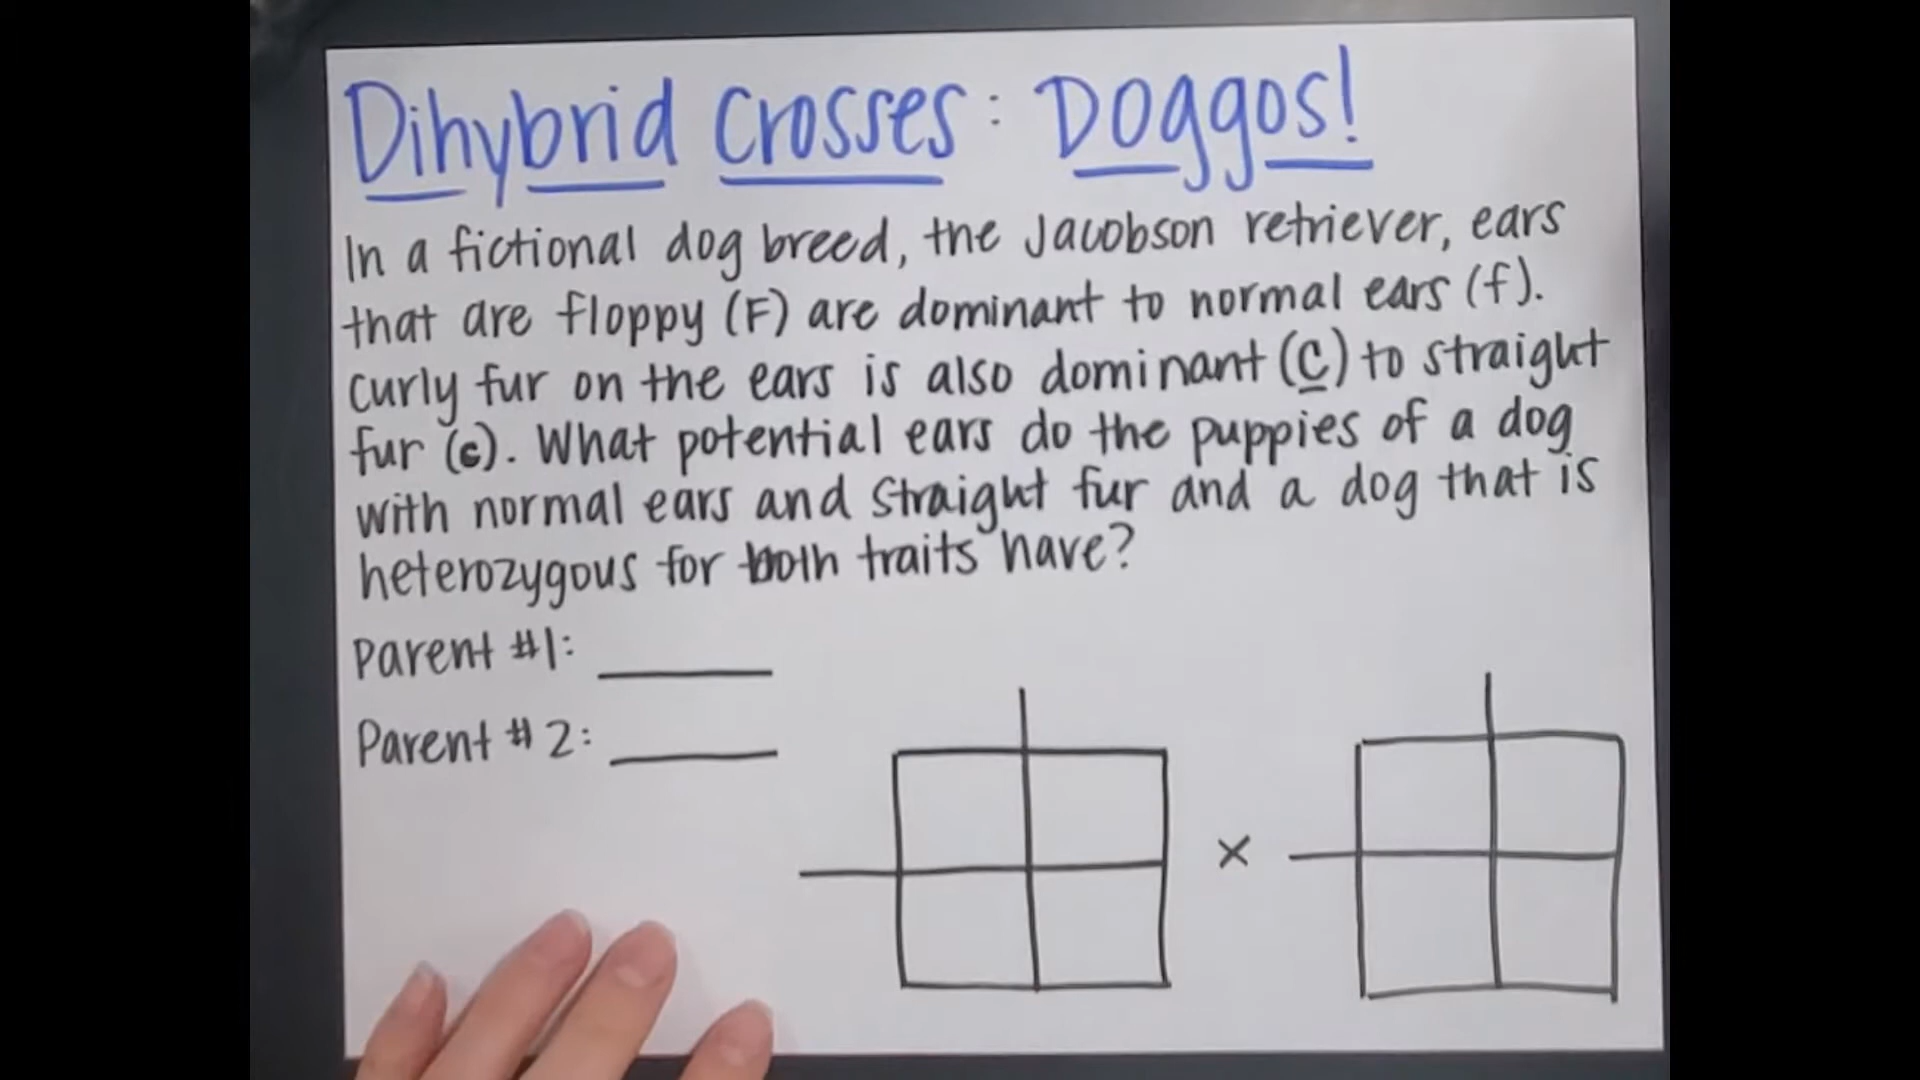 Dihybrid Crosses: Doggos!
In a fictional dog breed, the Jacobson retriever, ears
that are floppy (F) are dominant to normal ears (f).
curly fur on the ears is also dominant (C) to straight
fur (c). What potential ears do the puppies of a dog
with normal ears and straight fur and a dog that is
heterozygous for both traits have?
Parent #1:
Parent #2:
x